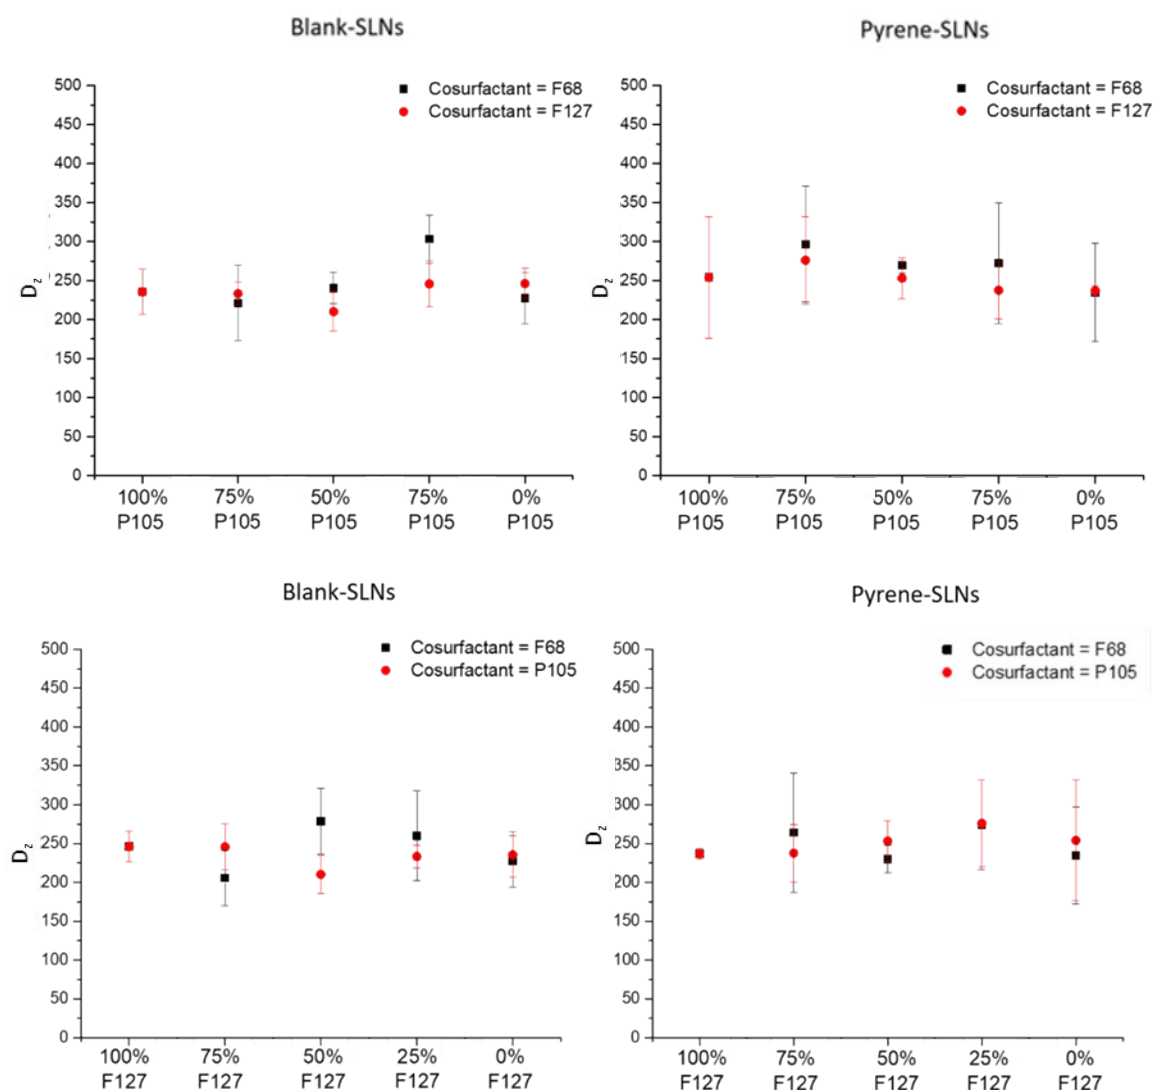 Blank-SLNs
Cosurfactant = F68
Cosurfactant = F127
500
450
400
350
300
250
200
150
100
50
0
Dz
100% 75% 50% 75% 0%
P105 P105 P105 P105 P105
Pyrene-SLNs
Cosurfactant = F68
Cosurfactant = F127
500
450
400
350
300
250
200
150
100
50
0
Dz
100% 75% 50% 75% 0%
P105 P105 P105 P105 P105
Blank-SLNs
Cosurfactant = F68
Cosurfactant = P105
500
450
400
350
300
250
200
150
100
50
0
Dz
100% 75% 50% 25% 0%
F127 F127 F127 F127 F127
Pyrene-SLNs
Cosurfactant = F68
Cosurfactant = P105
500
450
400
350
300
250
200
150
100
50
0
Dz
100% 75% 50% 25% 0%
F127 F127 F127 F127 F127